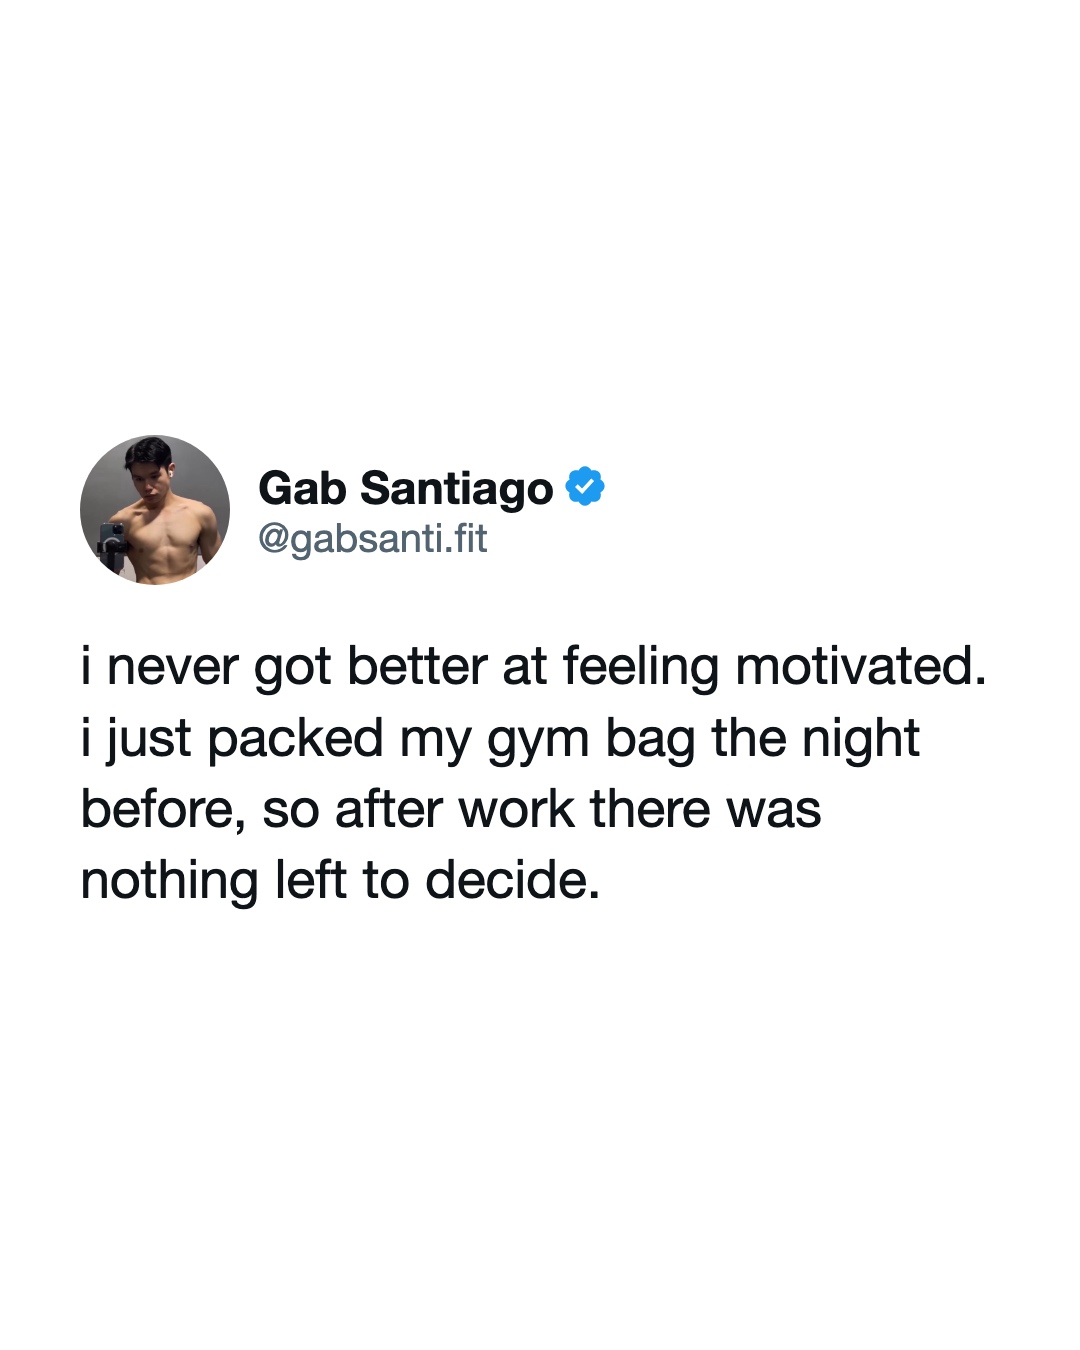 Gab Santiago
@gabsanti.fit
i never got better at feeling motivated.
i just packed my gym bag the night
before, so after work there was
nothing left to decide.